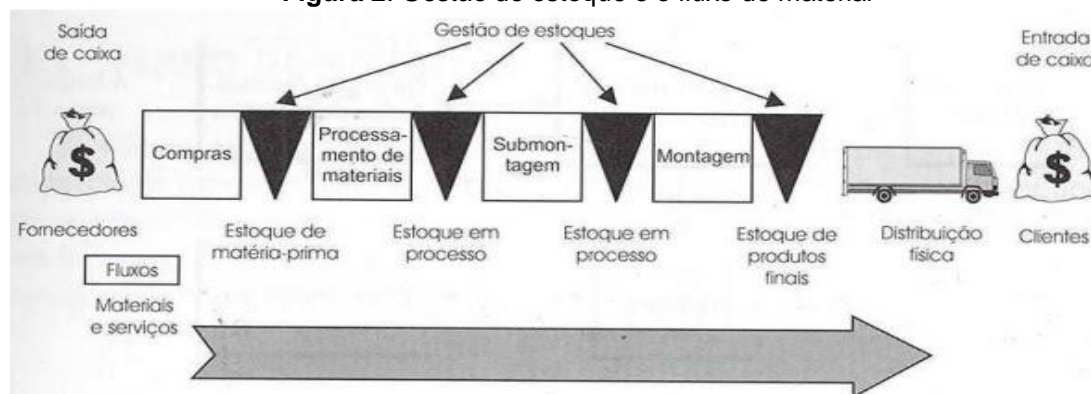 Figura 2: Gestão de estoque e o fluxo de material
Saída
de caixa
Gestão de estoques
Entrada
de caixa
$
Compras
Processa-
mento de
materiais
Submon-
tagem
Montagem
$
Fornecedores
Estoque de
matéria-prima
Estoque em
processo
Estoque em
processo
Estoque de
produtos
finais
Distribuição
física
Clientes
Fluxos
Materiais
e serviços